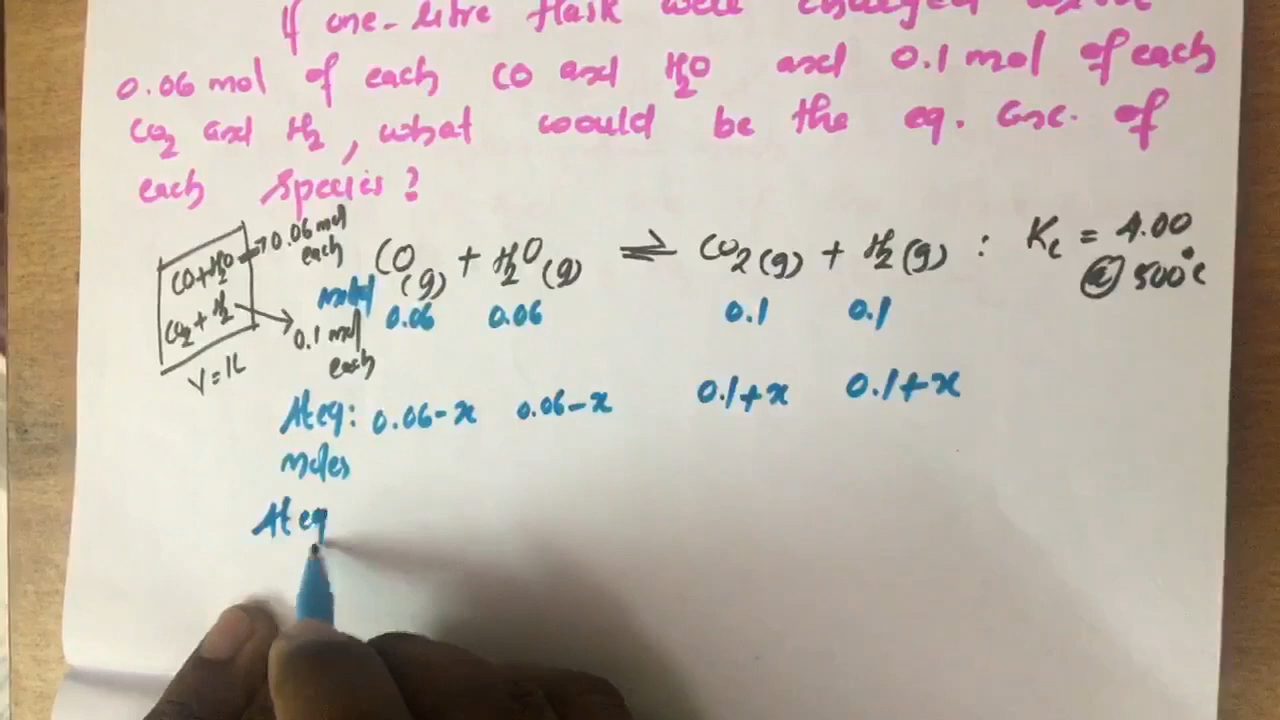 If one-litre flask were charged with
0.06 mol of each CO and H2O and 0.1 mol of each
CO2 and H2, what would be the eq. Conc. of
each species?
CO+H2O
CO2+H2
V=1L
0.06 mol
each
0.1 mol
each
CO(g) + H2O(g) ⇌ CO2(g) + H2(g) : Kc = 4.00
@ 500°C
0.06 0.06 0.1 0.1
At eq: 0.06-x 0.06-x 0.1+x 0.1+x
moles
At eq